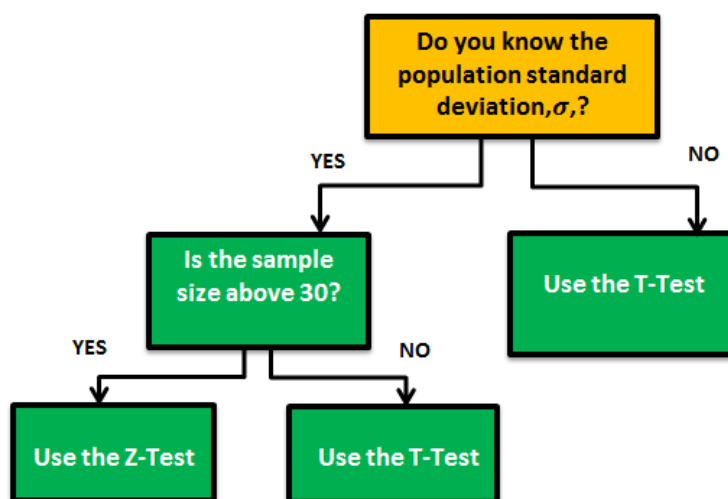 Do you know the
population standard
deviation,σ,?
YES
NO
Is the sample
size above 30?
Use the T-Test
YES
NO
Use the Z-Test
Use the T-Test